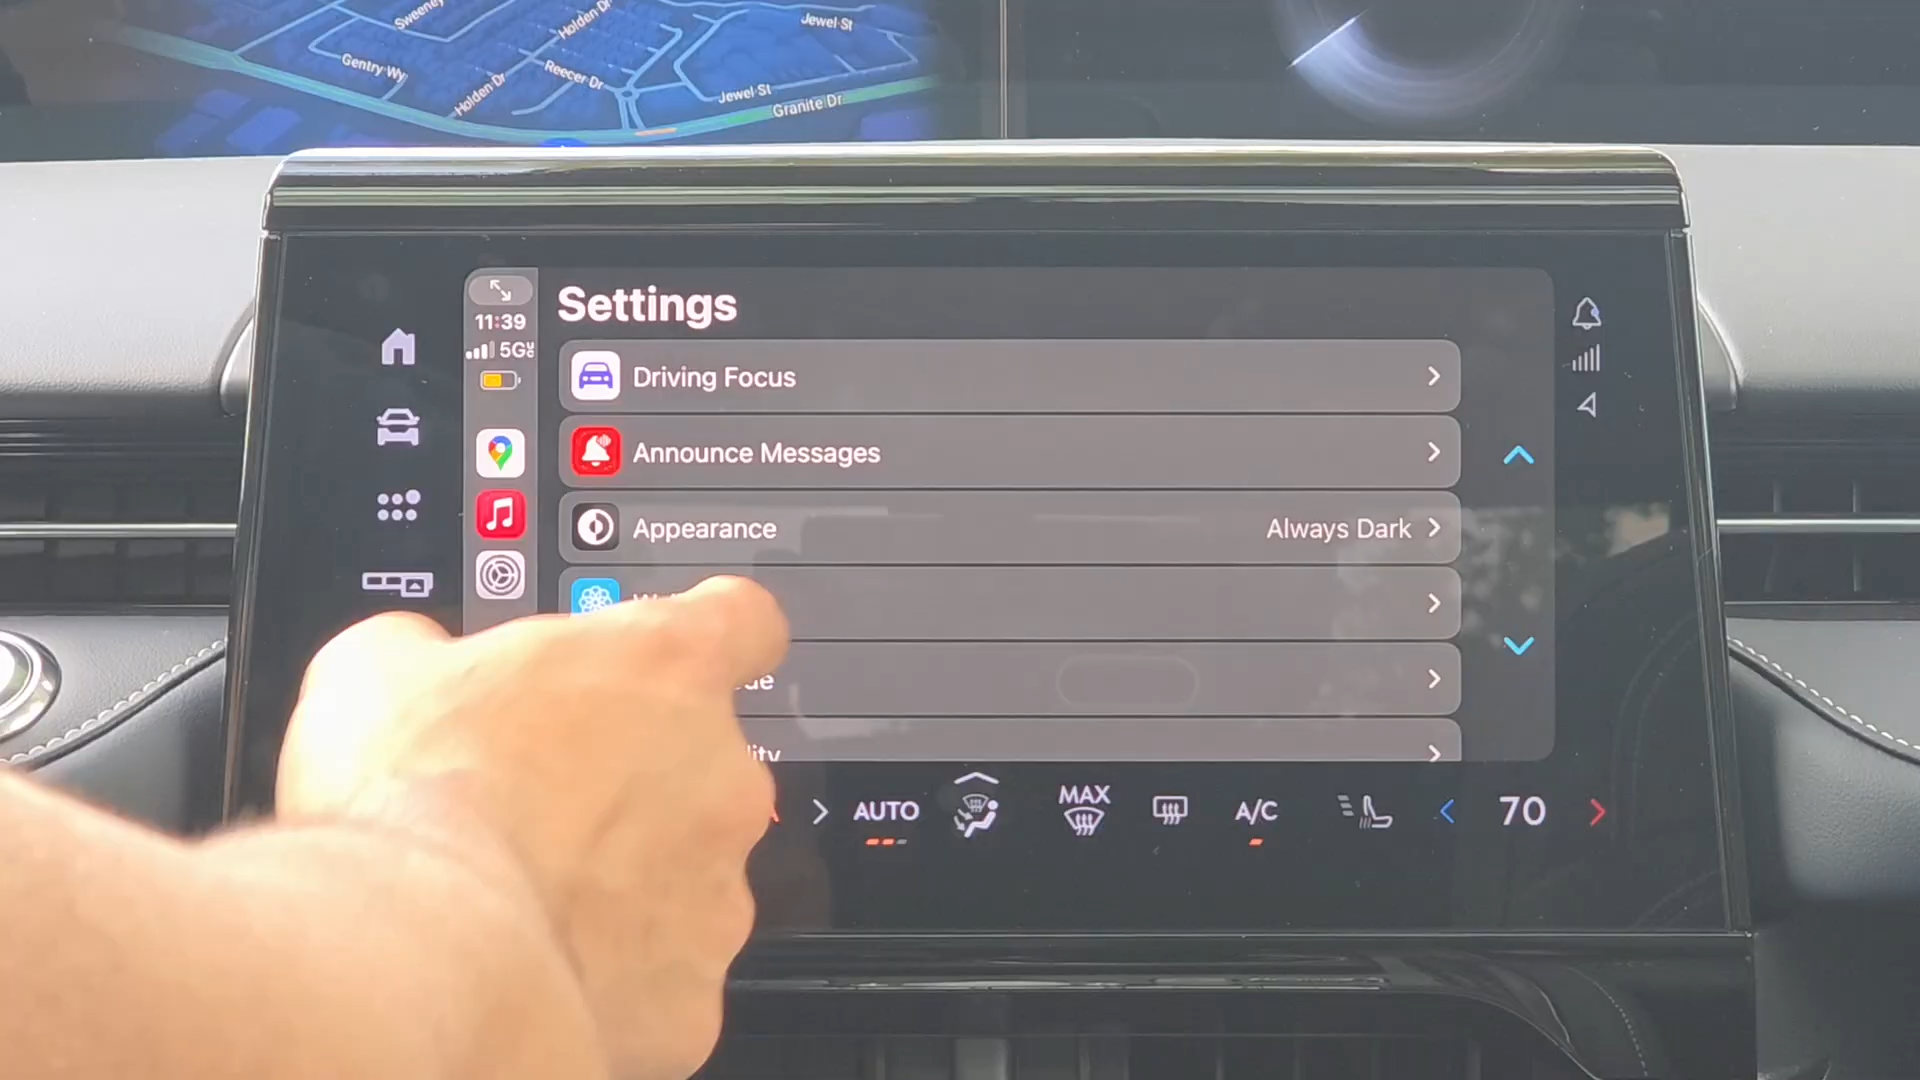 Sweeney
Holden Dr
Jewel St
Gentry Wy
Holden Dr
Reecer Dr
Jewel St
Granite Dr
Settings
11:39
5G
Driving Focus
Announce Messages
Appearance
Always Dark
AUTO
MAX
A/C
70